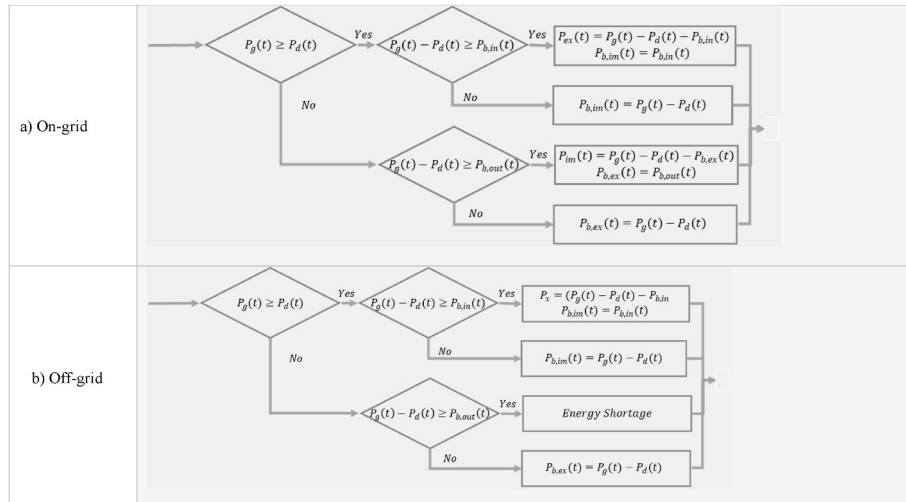 a) On-grid
P_g(t) ≥ P_d(t)
Yes
P_g(t) − P_d(t) ≥ P_{b,in}(t)
Yes
P_{ex}(t) = P_g(t) − P_d(t) − P_{b,in}(t)
P_{b,im}(t) = P_{b,in}(t)
No
No
P_{b,im}(t) = P_g(t) − P_d(t)
P_g(t) − P_d(t) ≥ P_{b,out}(t)
Yes
P_{im}(t) = P_g(t) − P_d(t) − P_{b,ex}(t)
P_{b,ex}(t) = P_{b,out}(t)
No
P_{b,ex}(t) = P_g(t) − P_d(t)
b) Off-grid
P_g(t) ≥ P_d(t)
Yes
P_g(t) − P_d(t) ≥ P_{b,in}(t)
Yes
P_x = (P_g(t) − P_d(t) − P_{b,in}
P_{b,im}(t) = P_{b,in}(t)
No
No
P_{b,im}(t) = P_g(t) − P_d(t)
P_g(t) − P_d(t) ≥ P_{b,out}(t)
Yes
Energy Shortage
No
P_{b,ex}(t) = P_g(t) − P_d(t)